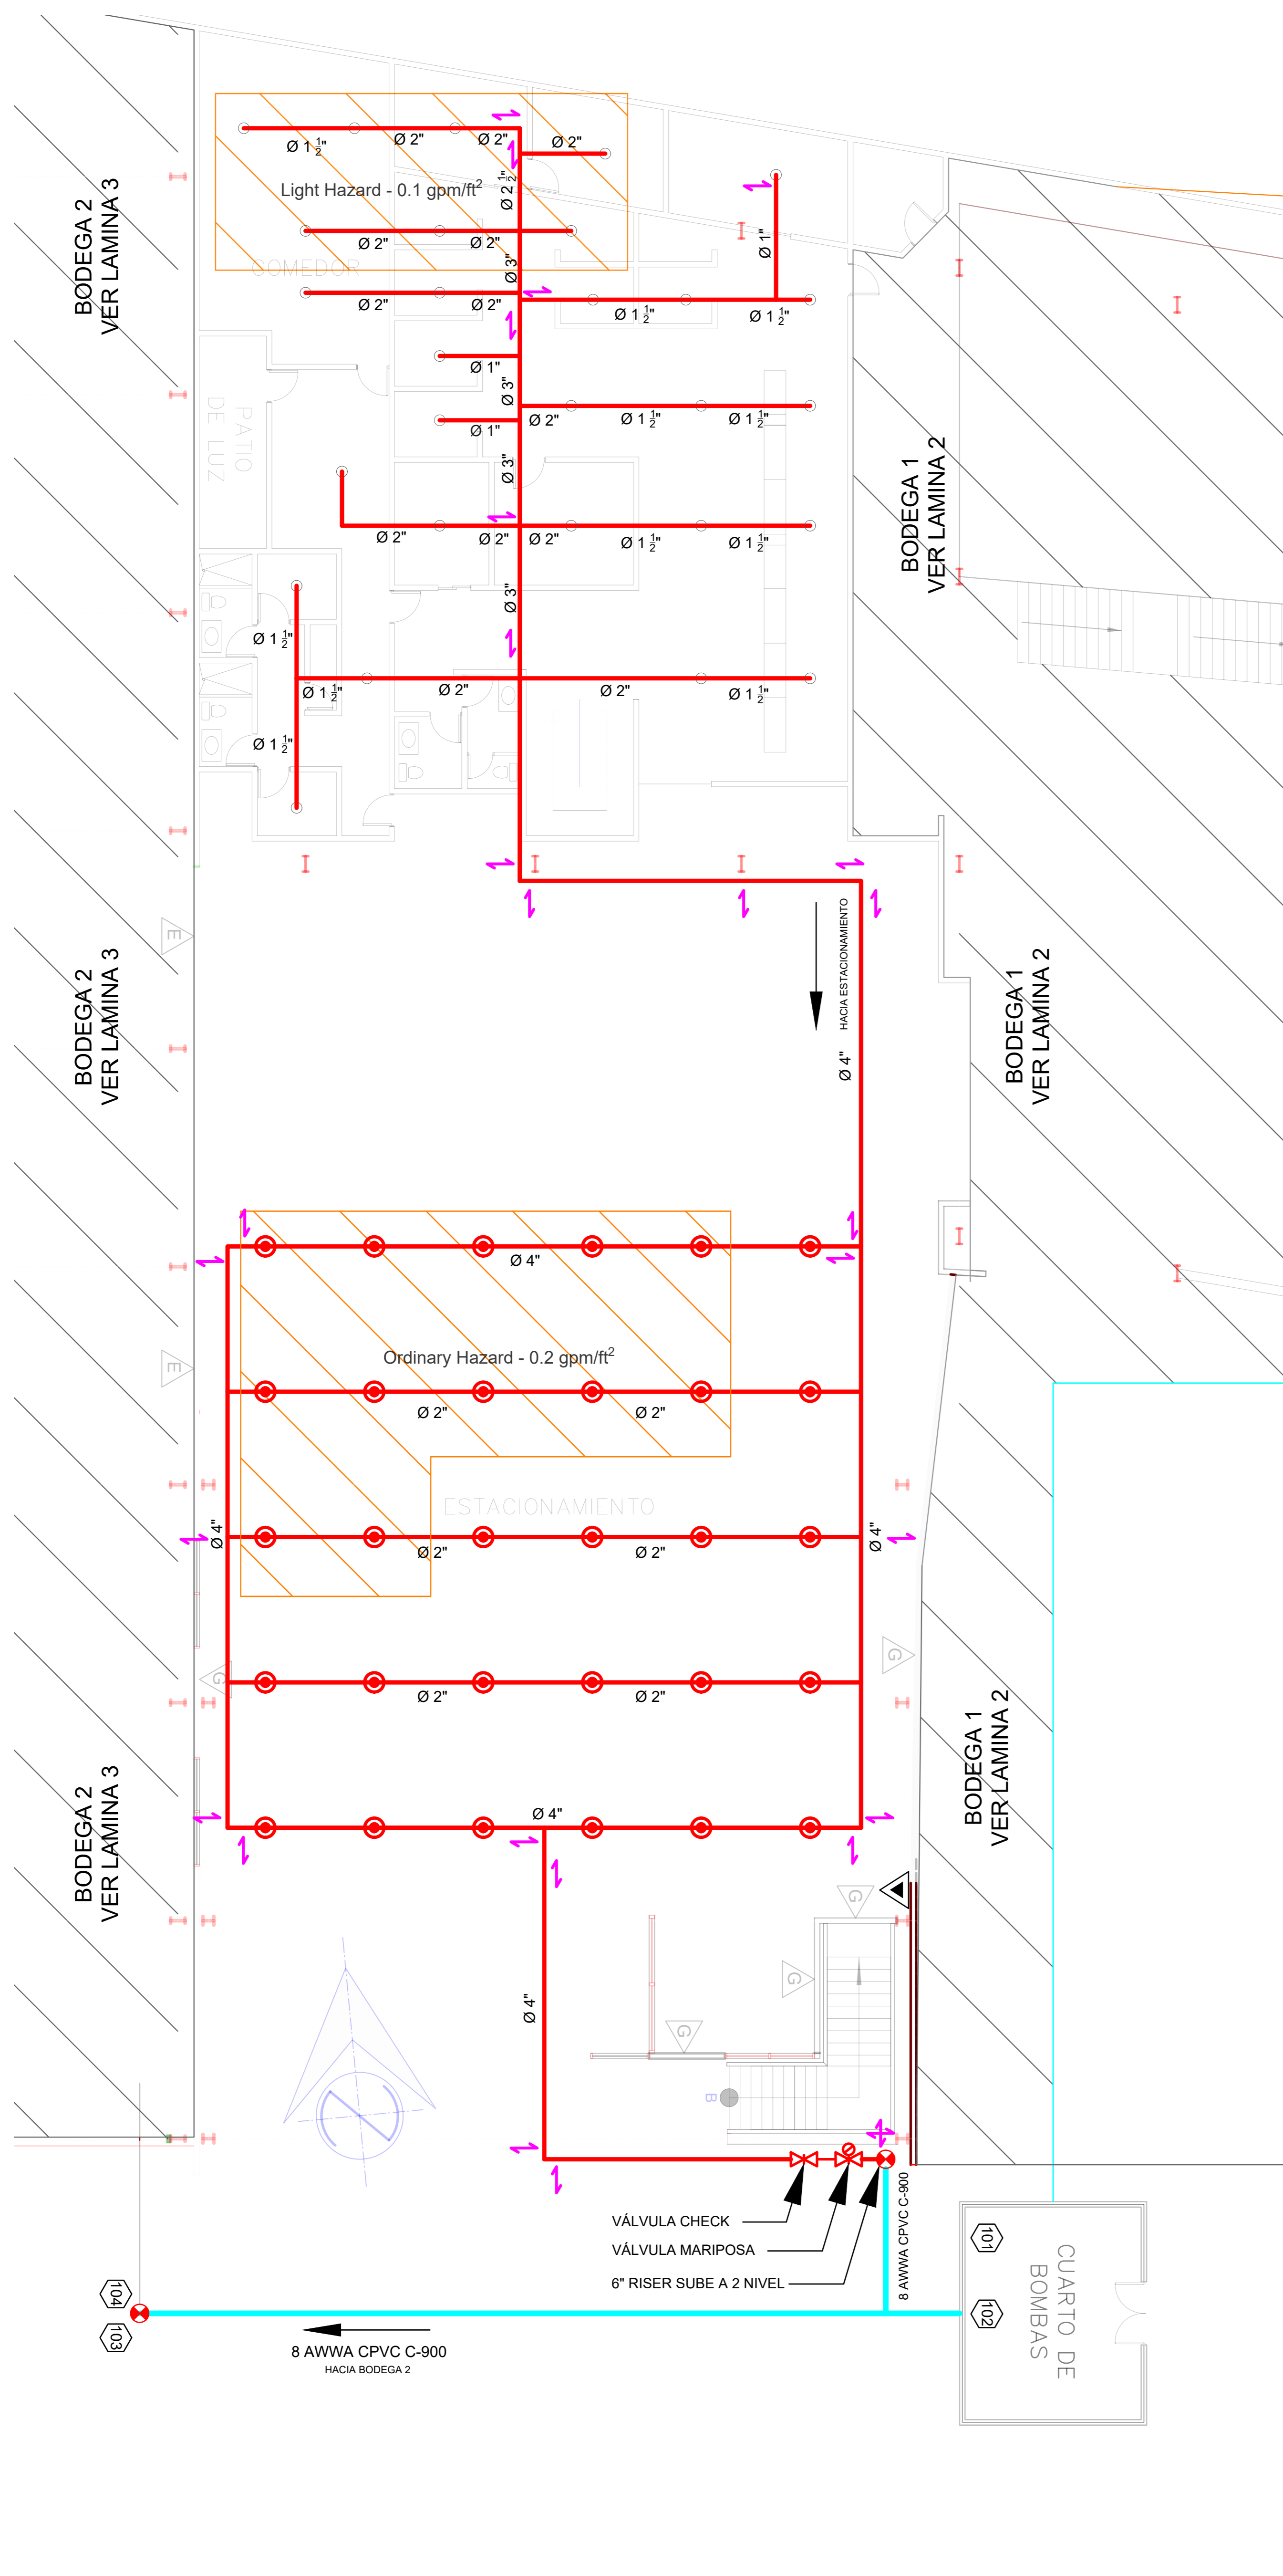 Ø 1 1/2"
Ø 2"
Ø 2"
Ø 2"
Light Hazard - 0.1 gpm/ft²
Ø 2 1/2"
BODEGA 2
VER LAMINA 3
Ø 2"
Ø 2"
Ø 1"
COMEDOR
Ø 3"
Ø 2"
Ø 2"
Ø 1 1/2"
Ø 1 1/2"
Ø 1"
Ø 3"
PATIO
DE LUZ
Ø 1"
Ø 2"
Ø 1 1/2"
Ø 1 1/2"
Ø 3"
BODEGA 1
VER LAMINA 2
Ø 2"
Ø 2"
Ø 2"
Ø 1 1/2"
Ø 1 1/2"
Ø 3"
Ø 1 1/2"
Ø 1 1/2"
Ø 2"
Ø 2"
Ø 1 1/2"
Ø 1 1/2"
E
BODEGA 2
VER LAMINA 3
HACIA ESTACIONAMIENTO
Ø 4"
BODEGA 1
VER LAMINA 2
Ø 4"
Ordinary Hazard - 0.2 gpm/ft²
E
Ø 2"
Ø 2"
ESTACIONAMIENTO
Ø 4"
Ø 2"
Ø 2"
Ø 4"
G
G
Ø 2"
Ø 2"
BODEGA 1
VER LAMINA 2
BODEGA 2
VER LAMINA 3
Ø 4"
G
G
Ø 4"
G
B
VÁLVULA CHECK
VÁLVULA MARIPOSA
6" RISER SUBE A 2 NIVEL
8 AWWA CPVC C-900
101
102
CUARTO DE
BOMBAS
104
103
8 AWWA CPVC C-900
HACIA BODEGA 2